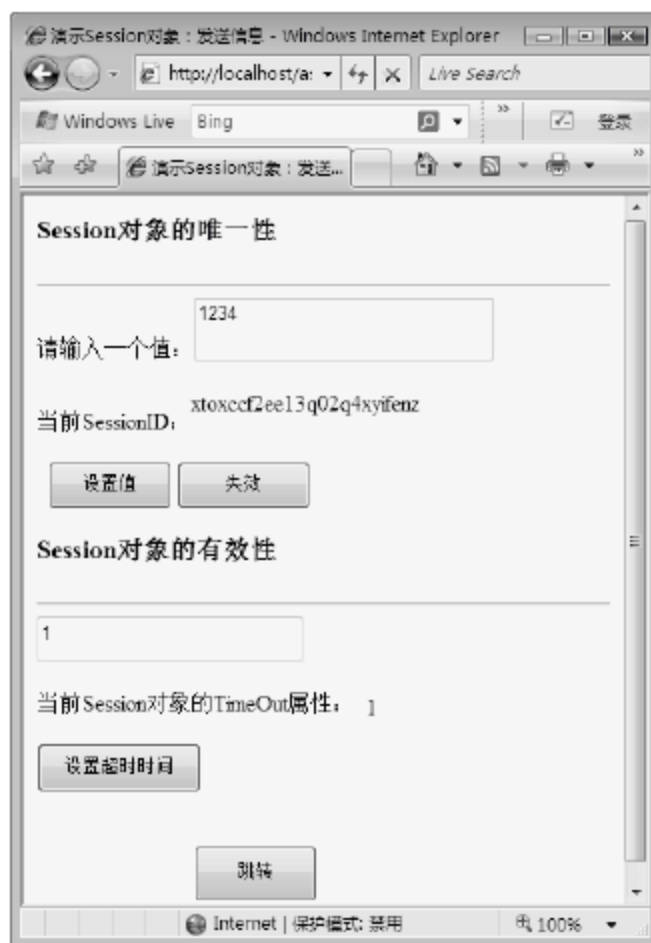 演示Session对象：发送信息 - Windows Internet Explorer
http://localhost/a:
Live Search
Windows Live
Bing
登录
演示Session对象：发送...
Session对象的唯一性
请输入一个值：
1234
当前SessionID：
xtoxccf2ee13q02q4xyifenz
设置值
失效
Session对象的有效性
1
当前Session对象的TimeOut属性： 1
设置超时时间
跳转
Internet | 保护模式: 禁用
100%